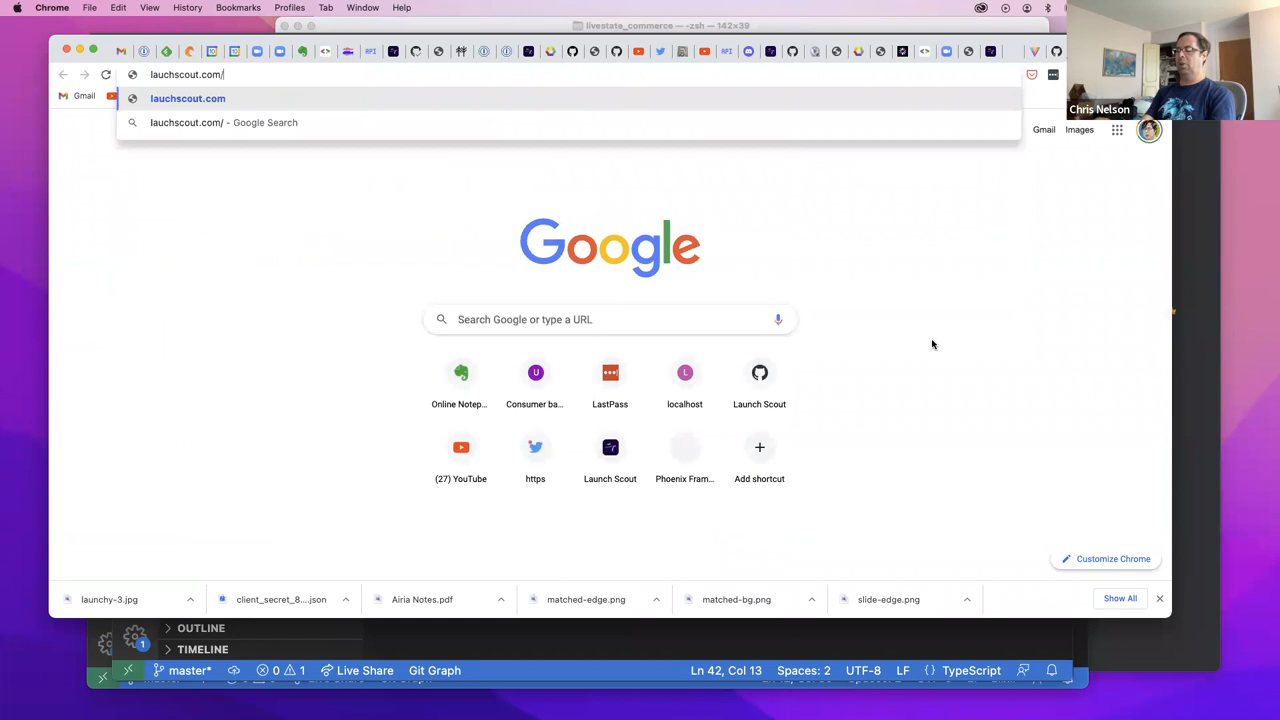 Chrome File Edit View History Bookmarks Profiles Tab Window Help
livestate_commerce — -zsh — 142×39
API
API
lauchscout.com/
Gmail
lauchscout.com
lauchscout.com/ - Google Search
Chris Nelson
Gmail Images
Google
Search Google or type a URL
U
L
Online Notep... Consumer ba... LastPass localhost Launch Scout
(27) YouTube https Launch Scout Phoenix Fram... Add shortcut
Customize Chrome
launchy-3.jpg client_secret_8....json Airia Notes.pdf matched-edge.png matched-bg.png slide-edge.png Show All
OUTLINE
1
TIMELINE
master* 0 1 Live Share Git Graph Ln 42, Col 13 Spaces: 2 UTF-8 LF {} TypeScript